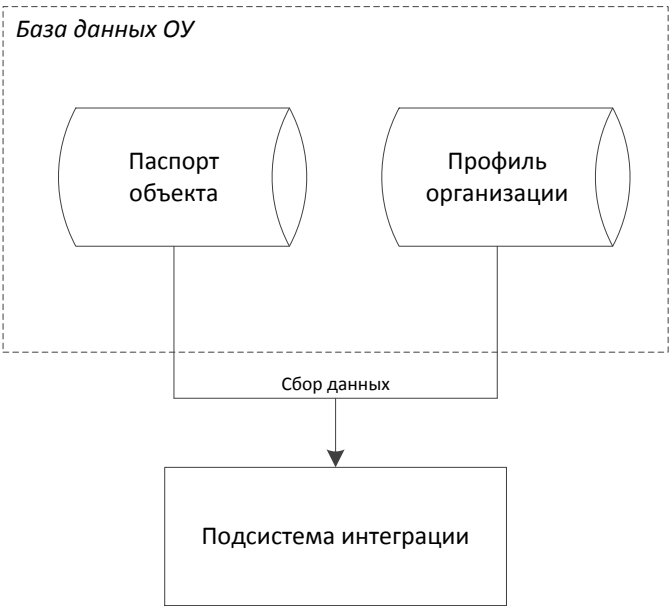 База данных ОУ
Паспорт
объекта
Профиль
организации
Сбор данных
Подсистема интеграции